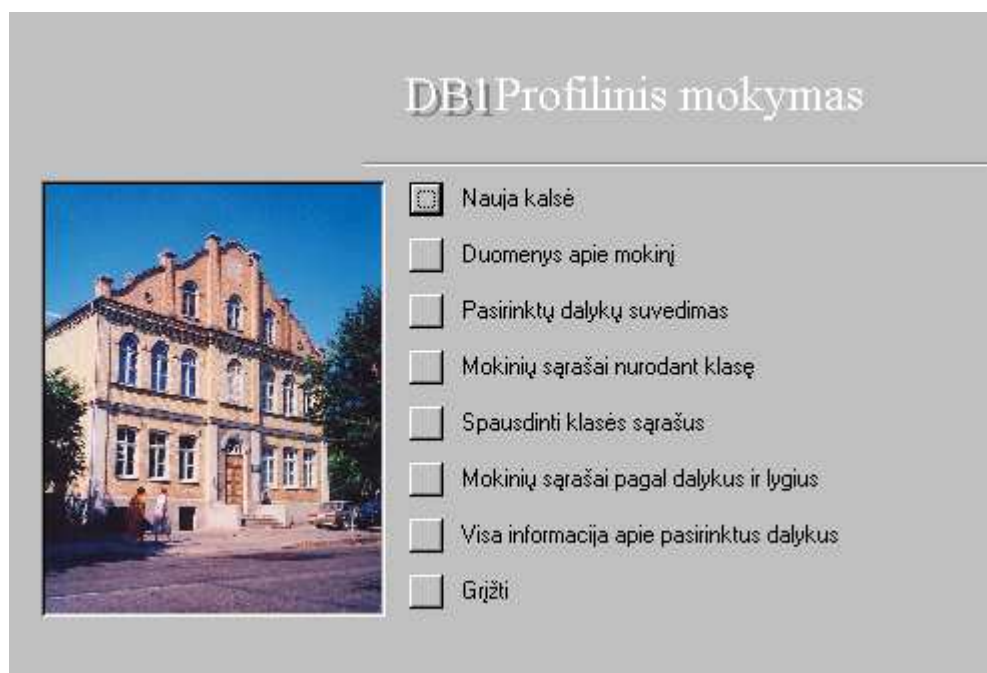 DB1Profilinis mokymas
Nauja kalsė
Duomenys apie mokinį
Pasirinktų dalykų suvedimas
Mokinių sąrašai nurodant klasę
Spausdinti klasės sąrašus
Mokinių sąrašai pagal dalykus ir lygius
Visa informacija apie pasirinktus dalykus
Grįžti